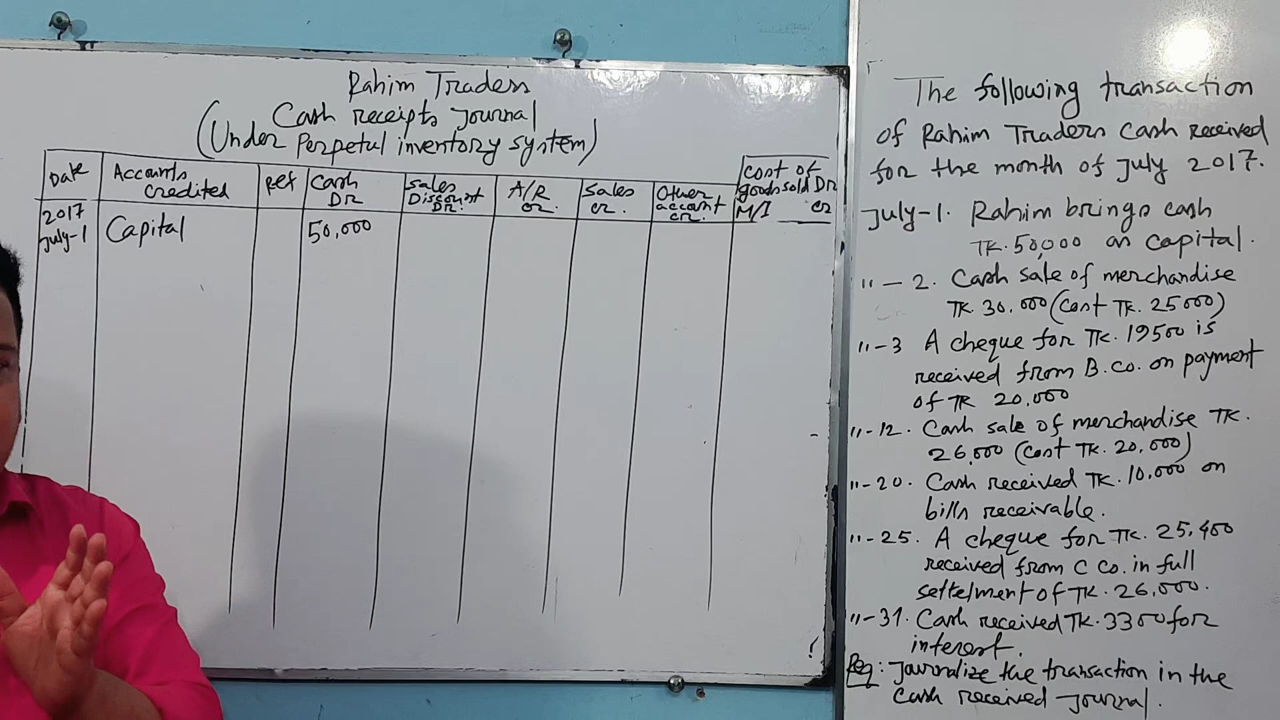 Rahim Traders
Cash receipts Journal
(Under Perpetual inventory system)
Date
Accounts credited
Ref
Cash Dr
Sales Discount Dr.
A/R cr.
Sales cr.
Other account cr.
Cost of goods sold Dr
M/I __ cr
2017
July-1
Capital
50,000
The following transaction
of Rahim Traders Cash received
for the month of July 2017.
July-1. Rahim brings cash
TK.50,000 as capital.
"-2. Cash sale of merchandise
TK. 30,000 (Cost TK. 25000)
"-3 A cheque for TK. 19500 is
received from B.Co. on payment
of TK 20,000
"-12. Cash sale of merchandise TK.
26,000 (Cost TK. 20,000)
"-20. Cash received TK. 10,000 on
bills receivable.
"-25. A cheque for TK. 25,400
received from C Co. in full
settelment of TK. 26,000.
"-31. Cash received TK. 3300 for
interest.
Req: Journalize the transaction in the
Cash received Journal.